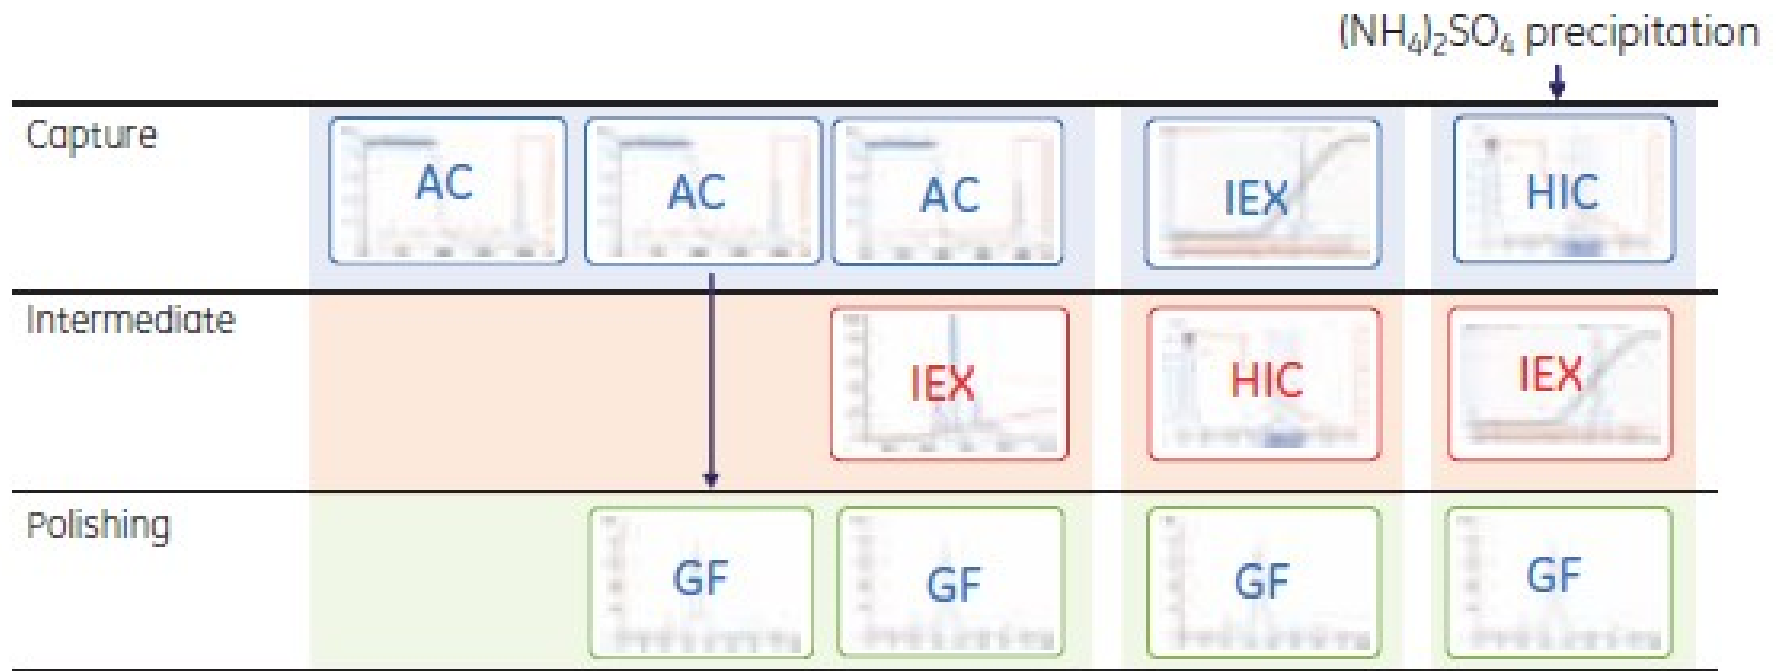 (NH₄)₂SO₄ precipitation
Capture
AC
AC
AC
IEX
HIC
Intermediate
IEX
HIC
IEX
Polishing
GF
GF
GF
GF